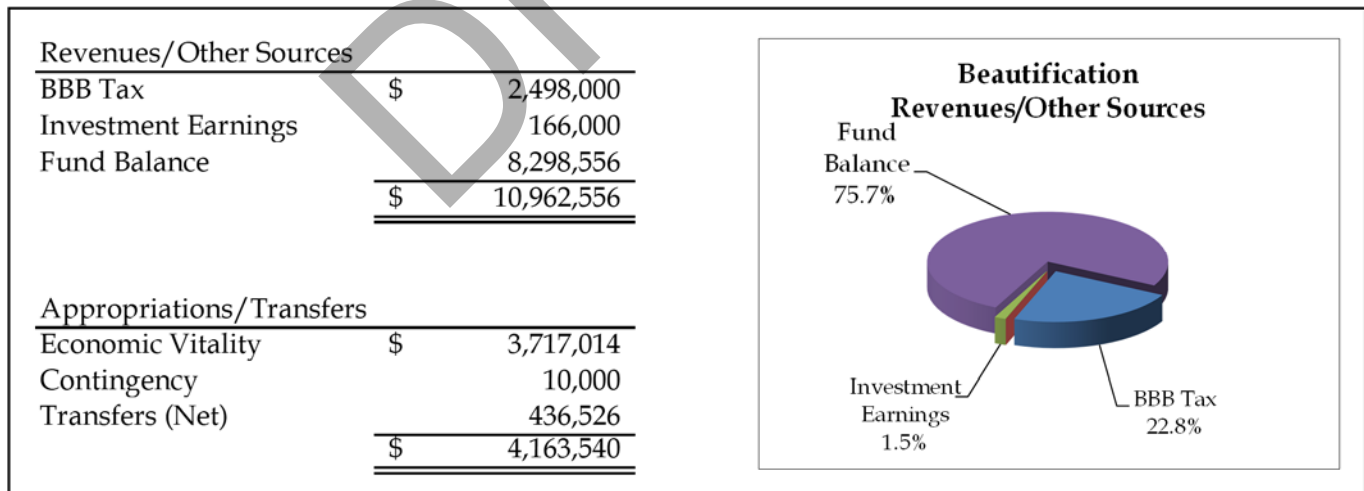 Revenues/Other Sources
BBB Tax $ 2,498,000
Investment Earnings 166,000
Fund Balance 8,298,556
$ 10,962,556
Appropriations/Transfers
Economic Vitality $ 3,717,014
Contingency 10,000
Transfers (Net) 436,526
$ 4,163,540
Beautification
Revenues/Other Sources
Fund
Balance
75.7%
Investment
Earnings
1.5%
BBB Tax
22.8%